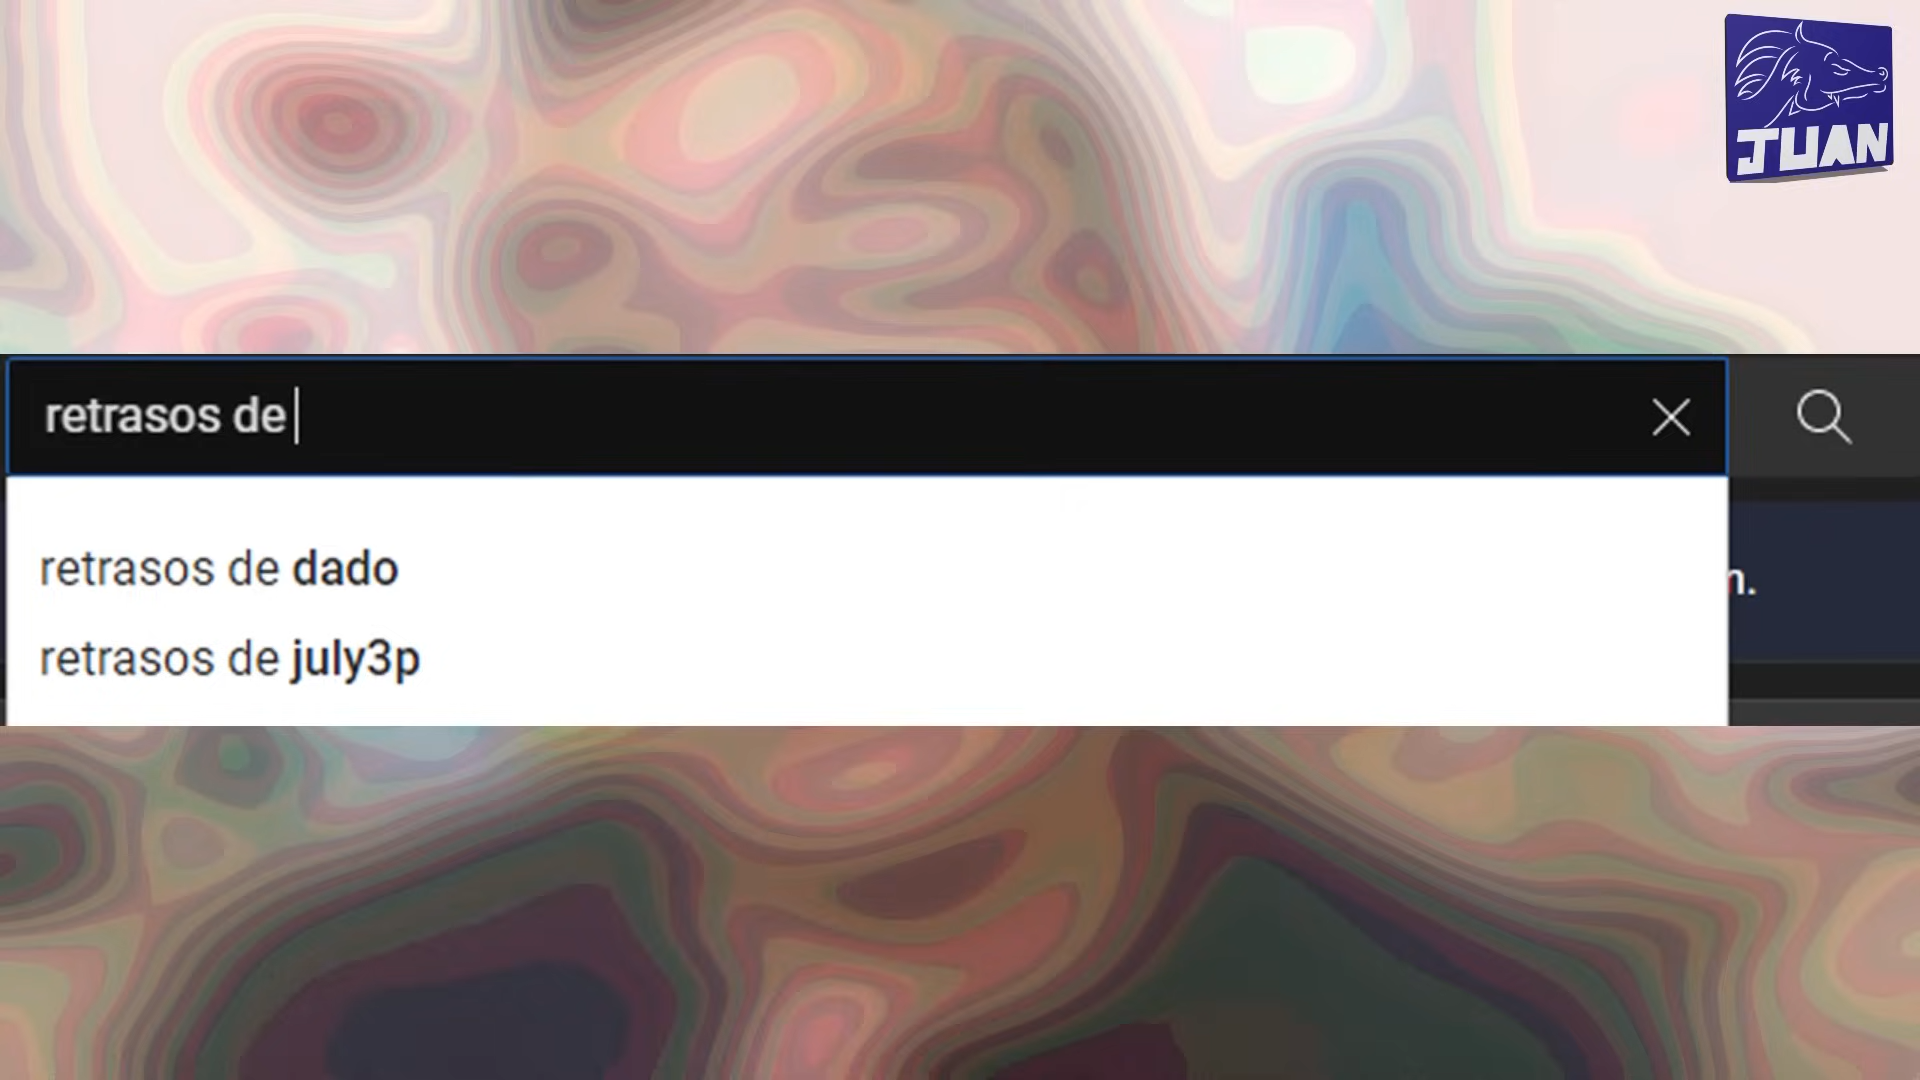 JUAN
retrasos de
n.
retrasos de dado
retrasos de july3p